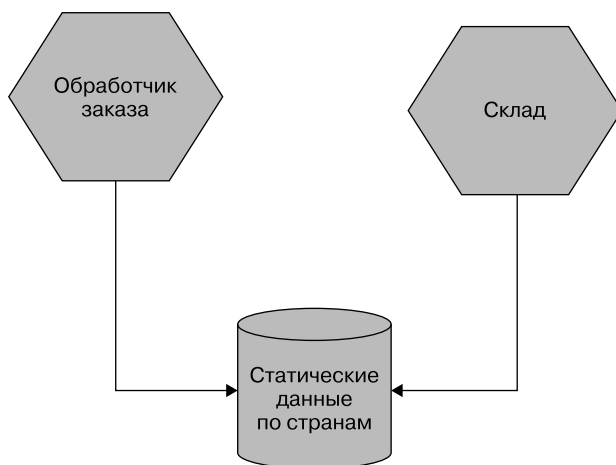 Обработчик
заказа
Склад
Статические
данные
по странам